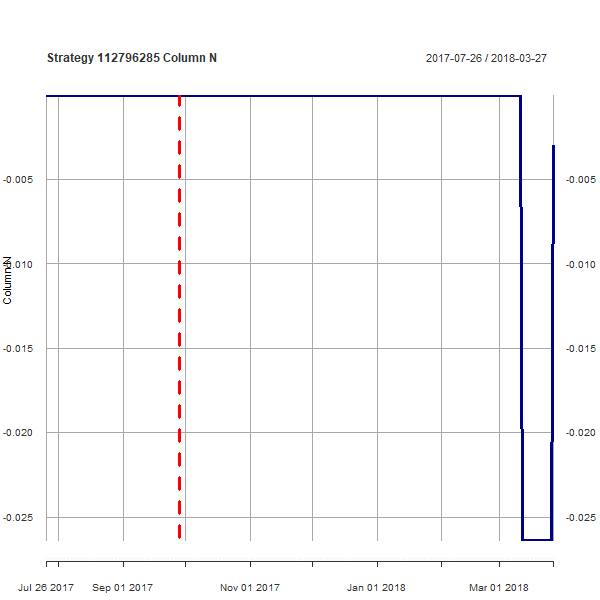 Strategy 112796285 Column N
2017-07-26 / 2018-03-27
-0.005
-0.010
-0.015
-0.020
-0.025
Column N
-0.005
-0.010
-0.015
-0.020
-0.025
Jul 26 2017
Sep 01 2017
Nov 01 2017
Jan 01 2018
Mar 01 2018